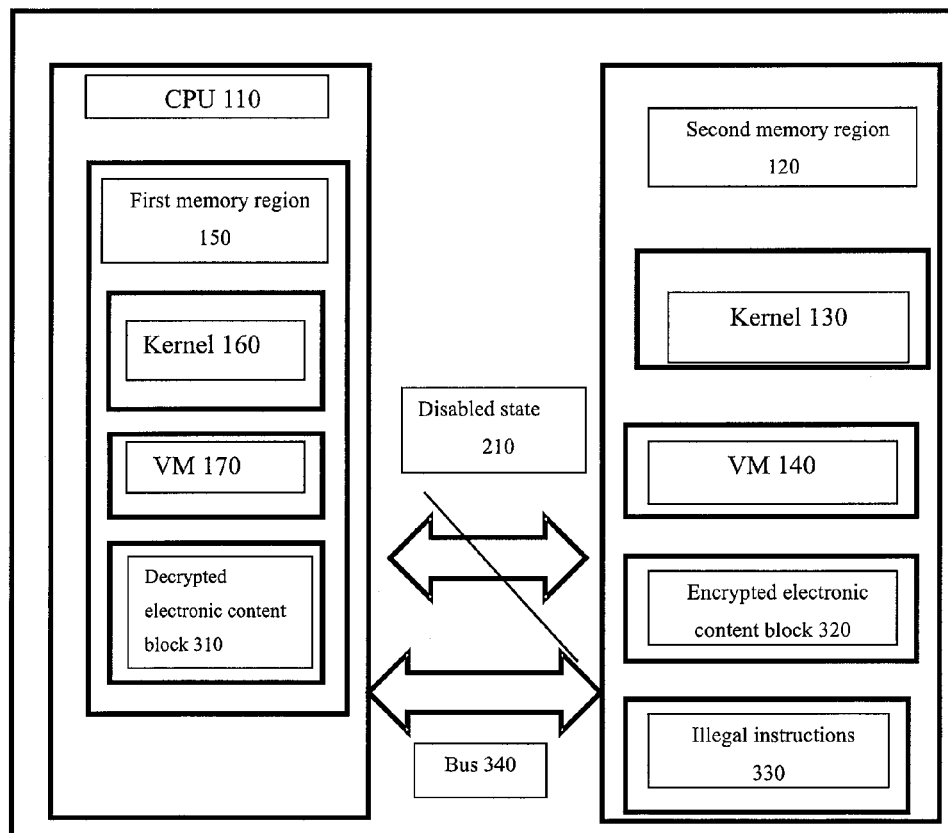 CPU 110
First memory region
150
Kernel 160
VM 170
Decrypted
electronic content
block 310
Disabled state
210
Bus 340
Second memory region
120
Kernel 130
VM 140
Encrypted electronic
content block 320
Illegal instructions
330